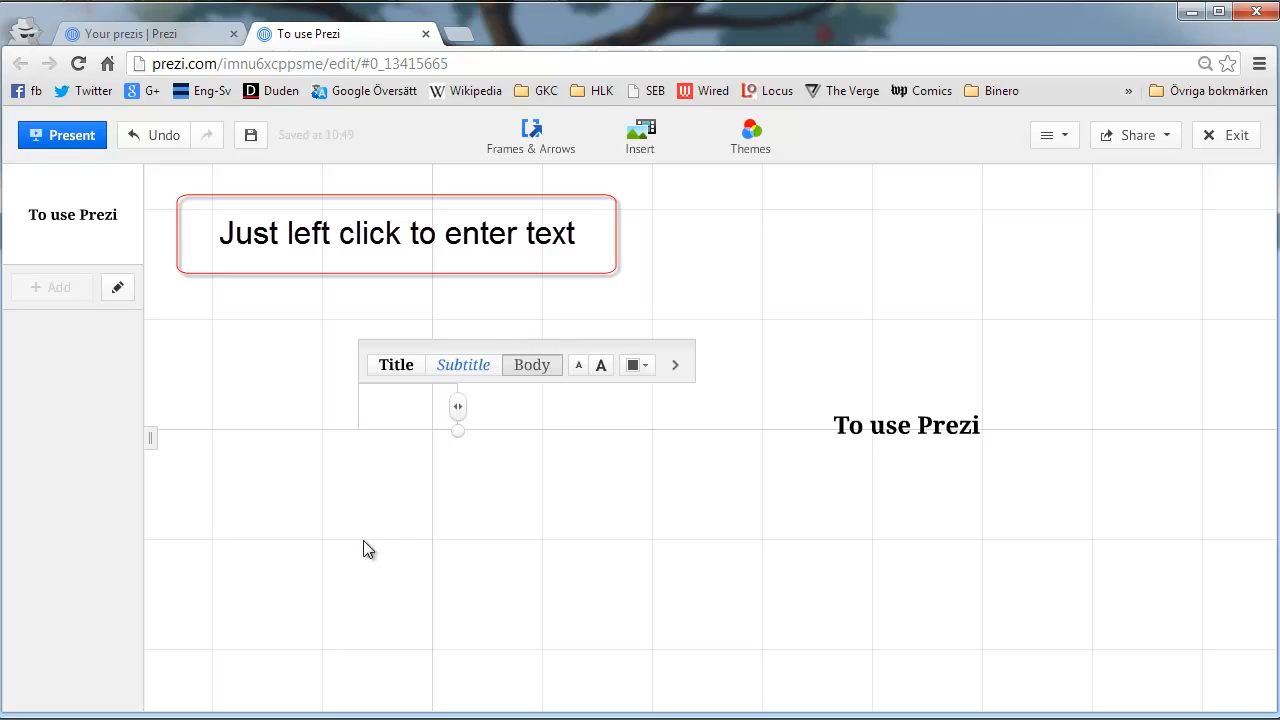 Your prezis | Prezi
To use Prezi
prezi.com/imnu6xcppsme/edit/#0_13415665
fb Twitter G+ Eng-Sv Duden Google Översätt Wikipedia GKC HLK SEB Wired Locus The Verge Comics Binero » Övriga bokmärken
Present Undo Saved at 10:49 Frames & Arrows Insert Themes Share Exit
To use Prezi
Just left click to enter text
+ Add
Title Subtitle Body A A
To use Prezi